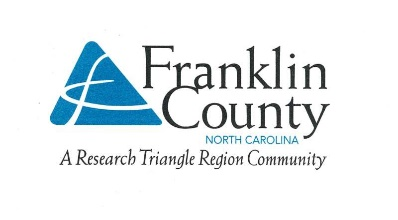 Franklin
County
NORTH CAROLINA
A Research Triangle Region Community